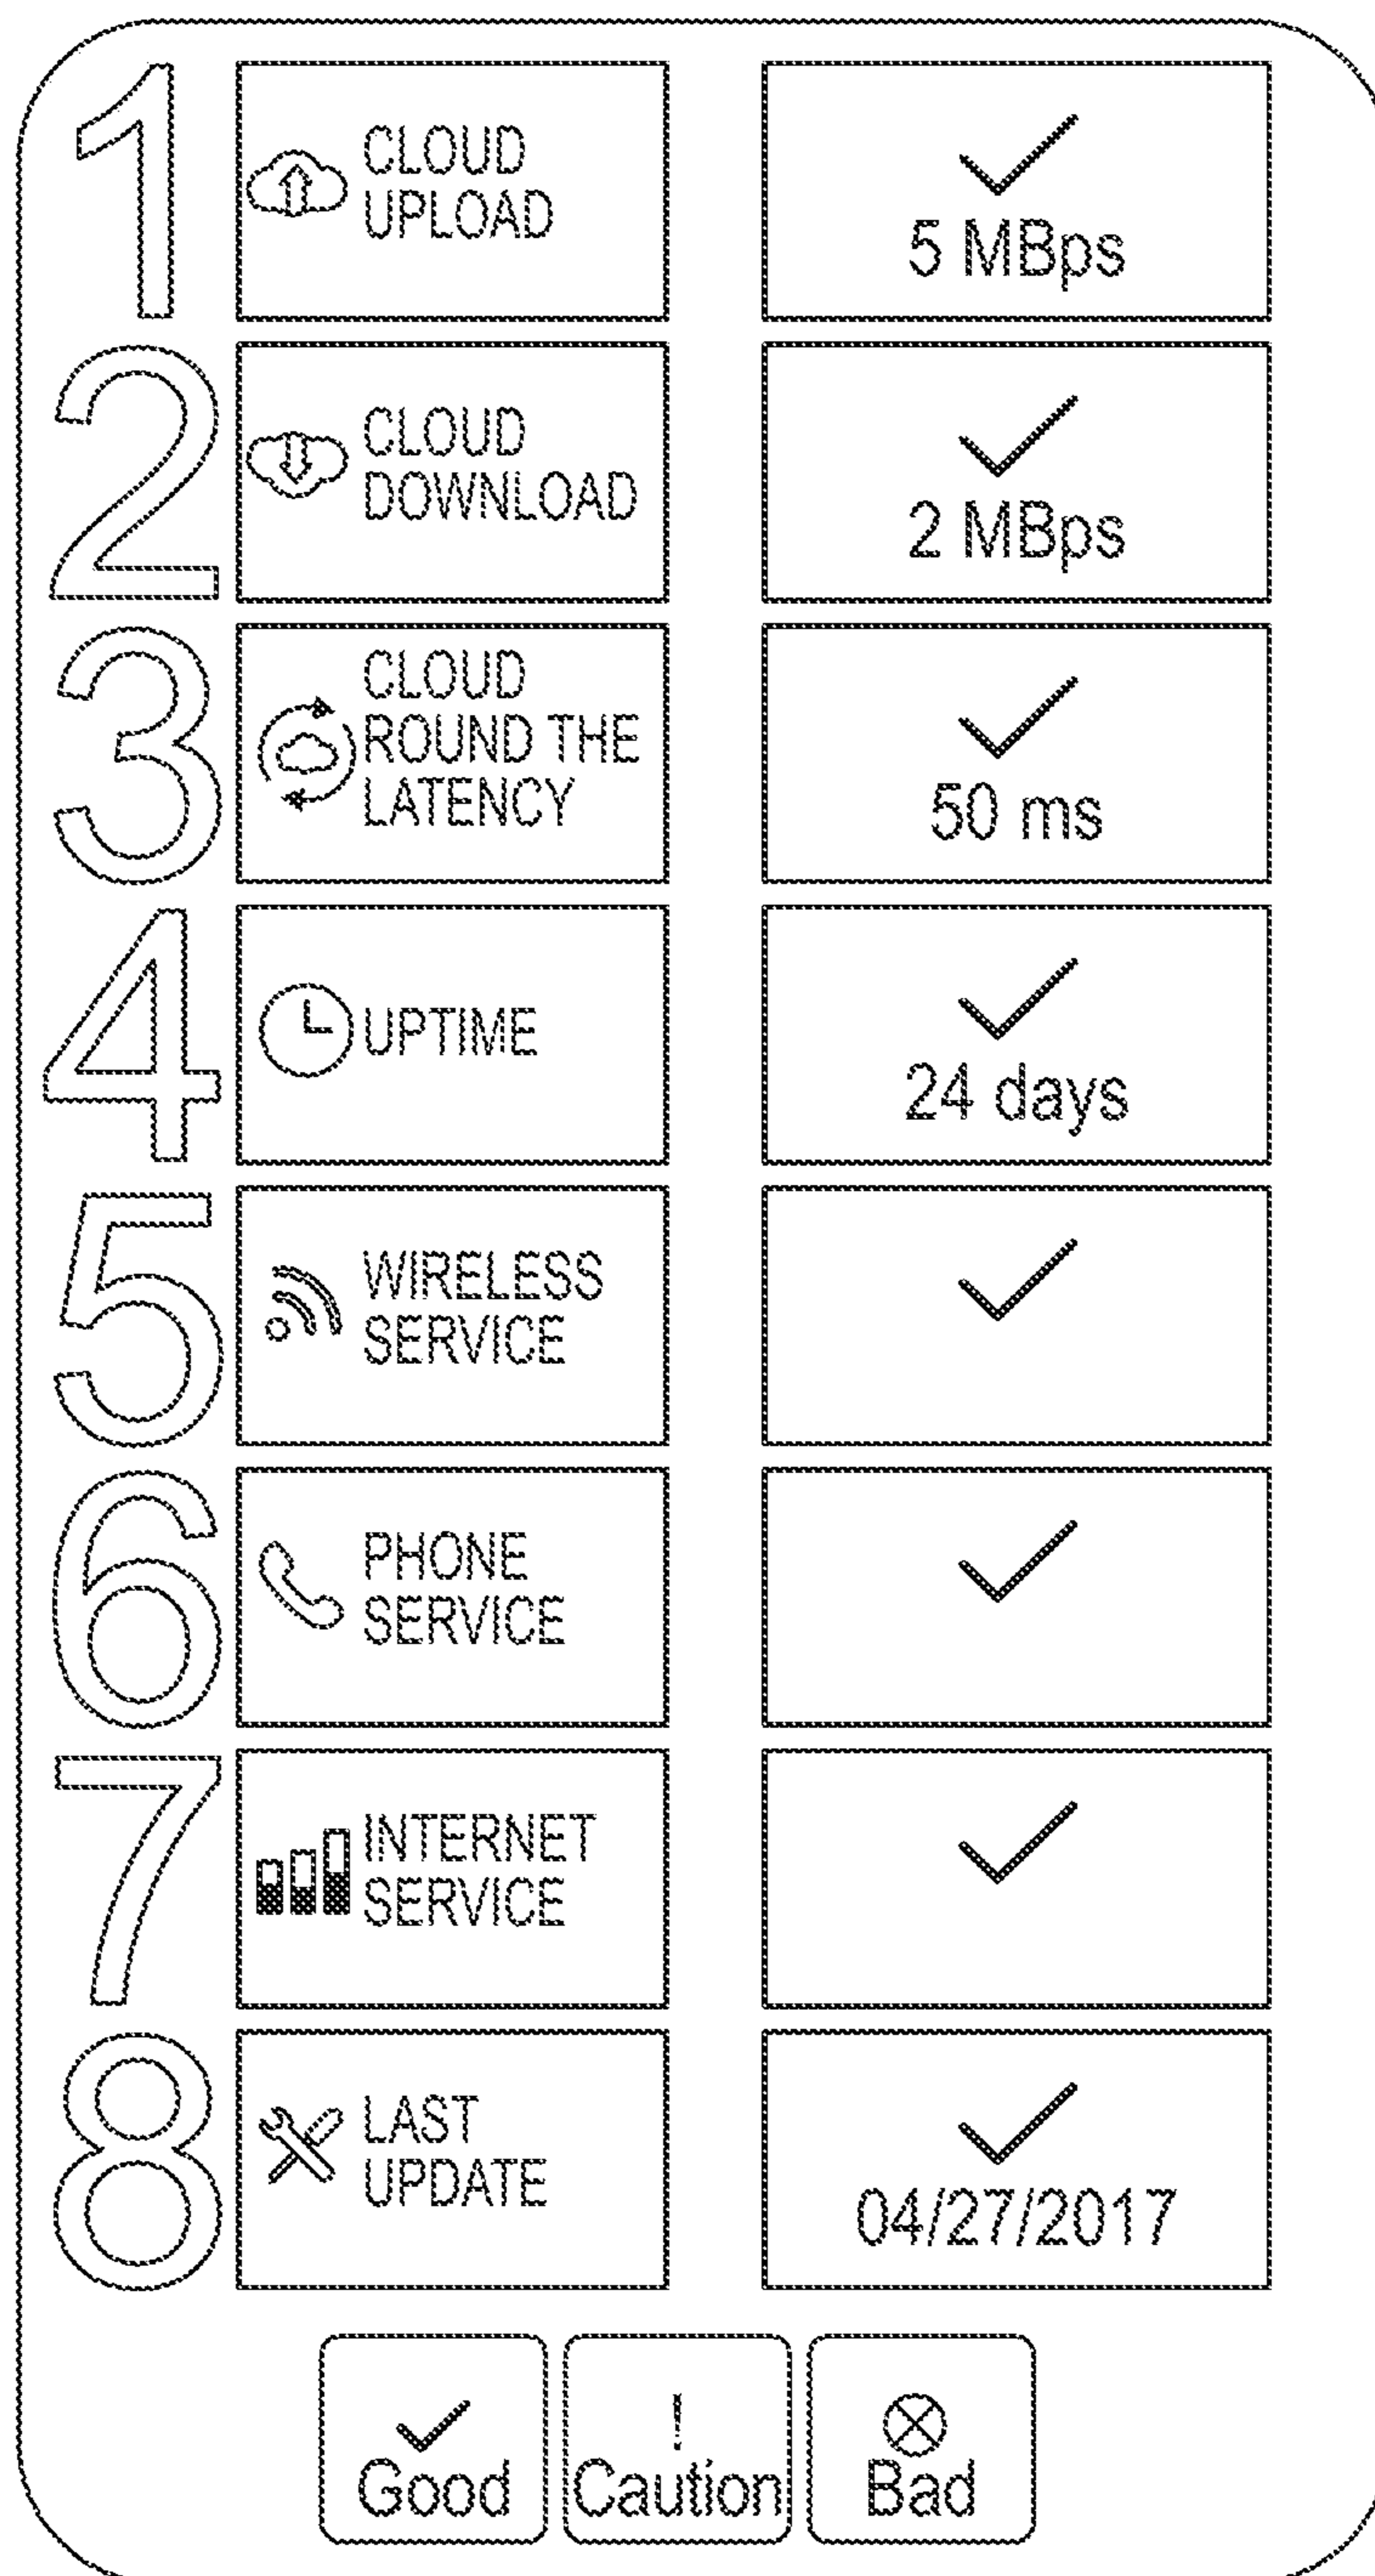 1
CLOUD
UPLOAD
5 MBps
2
CLOUD
DOWNLOAD
2 MBps
3
CLOUD
ROUND THE
LATENCY
50 ms
4
UPTIME
24 days
5
WIRELESS
SERVICE
6
PHONE
SERVICE
7
INTERNET
SERVICE
8
LAST
UPDATE
04/27/2017
Good
!
Caution
Bad